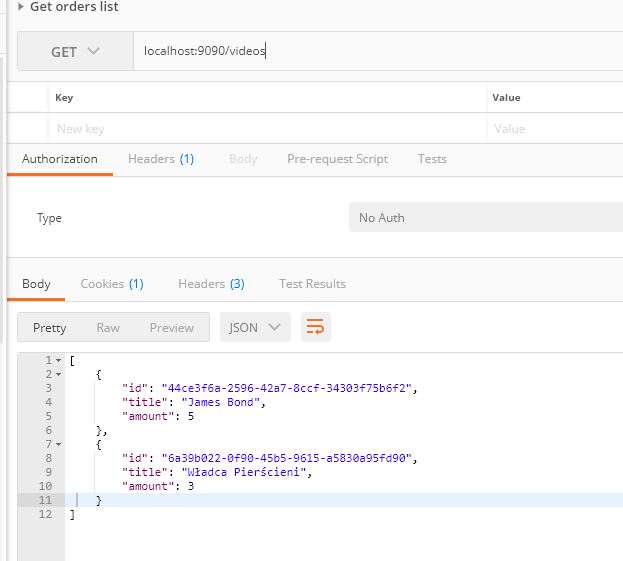 Get orders list
GET localhost:9090/videos
Key Value
New key Value
Authorization Headers (1) Body Pre-request Script Tests
Type No Auth
Body Cookies (1) Headers (3) Test Results
Pretty Raw Preview JSON
1 [
2 {
3 "id": "44ce3f6a-2596-42a7-8ccf-34303f75b6f2",
4 "title": "James Bond",
5 "amount": 5
6 },
7 {
8 "id": "6a39b022-0f90-45b5-9615-a5830a95fd90",
9 "title": "Władca Pierścieni",
10 "amount": 3
11 }
12 ]